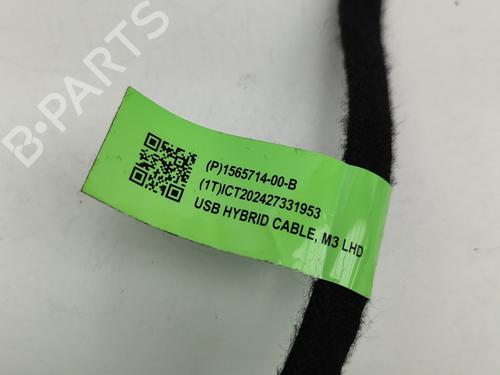 B-PARTS
(P)1565714-00-B
(1T)ICT202427331953
USB HYBRID CABLE, M3 LHD